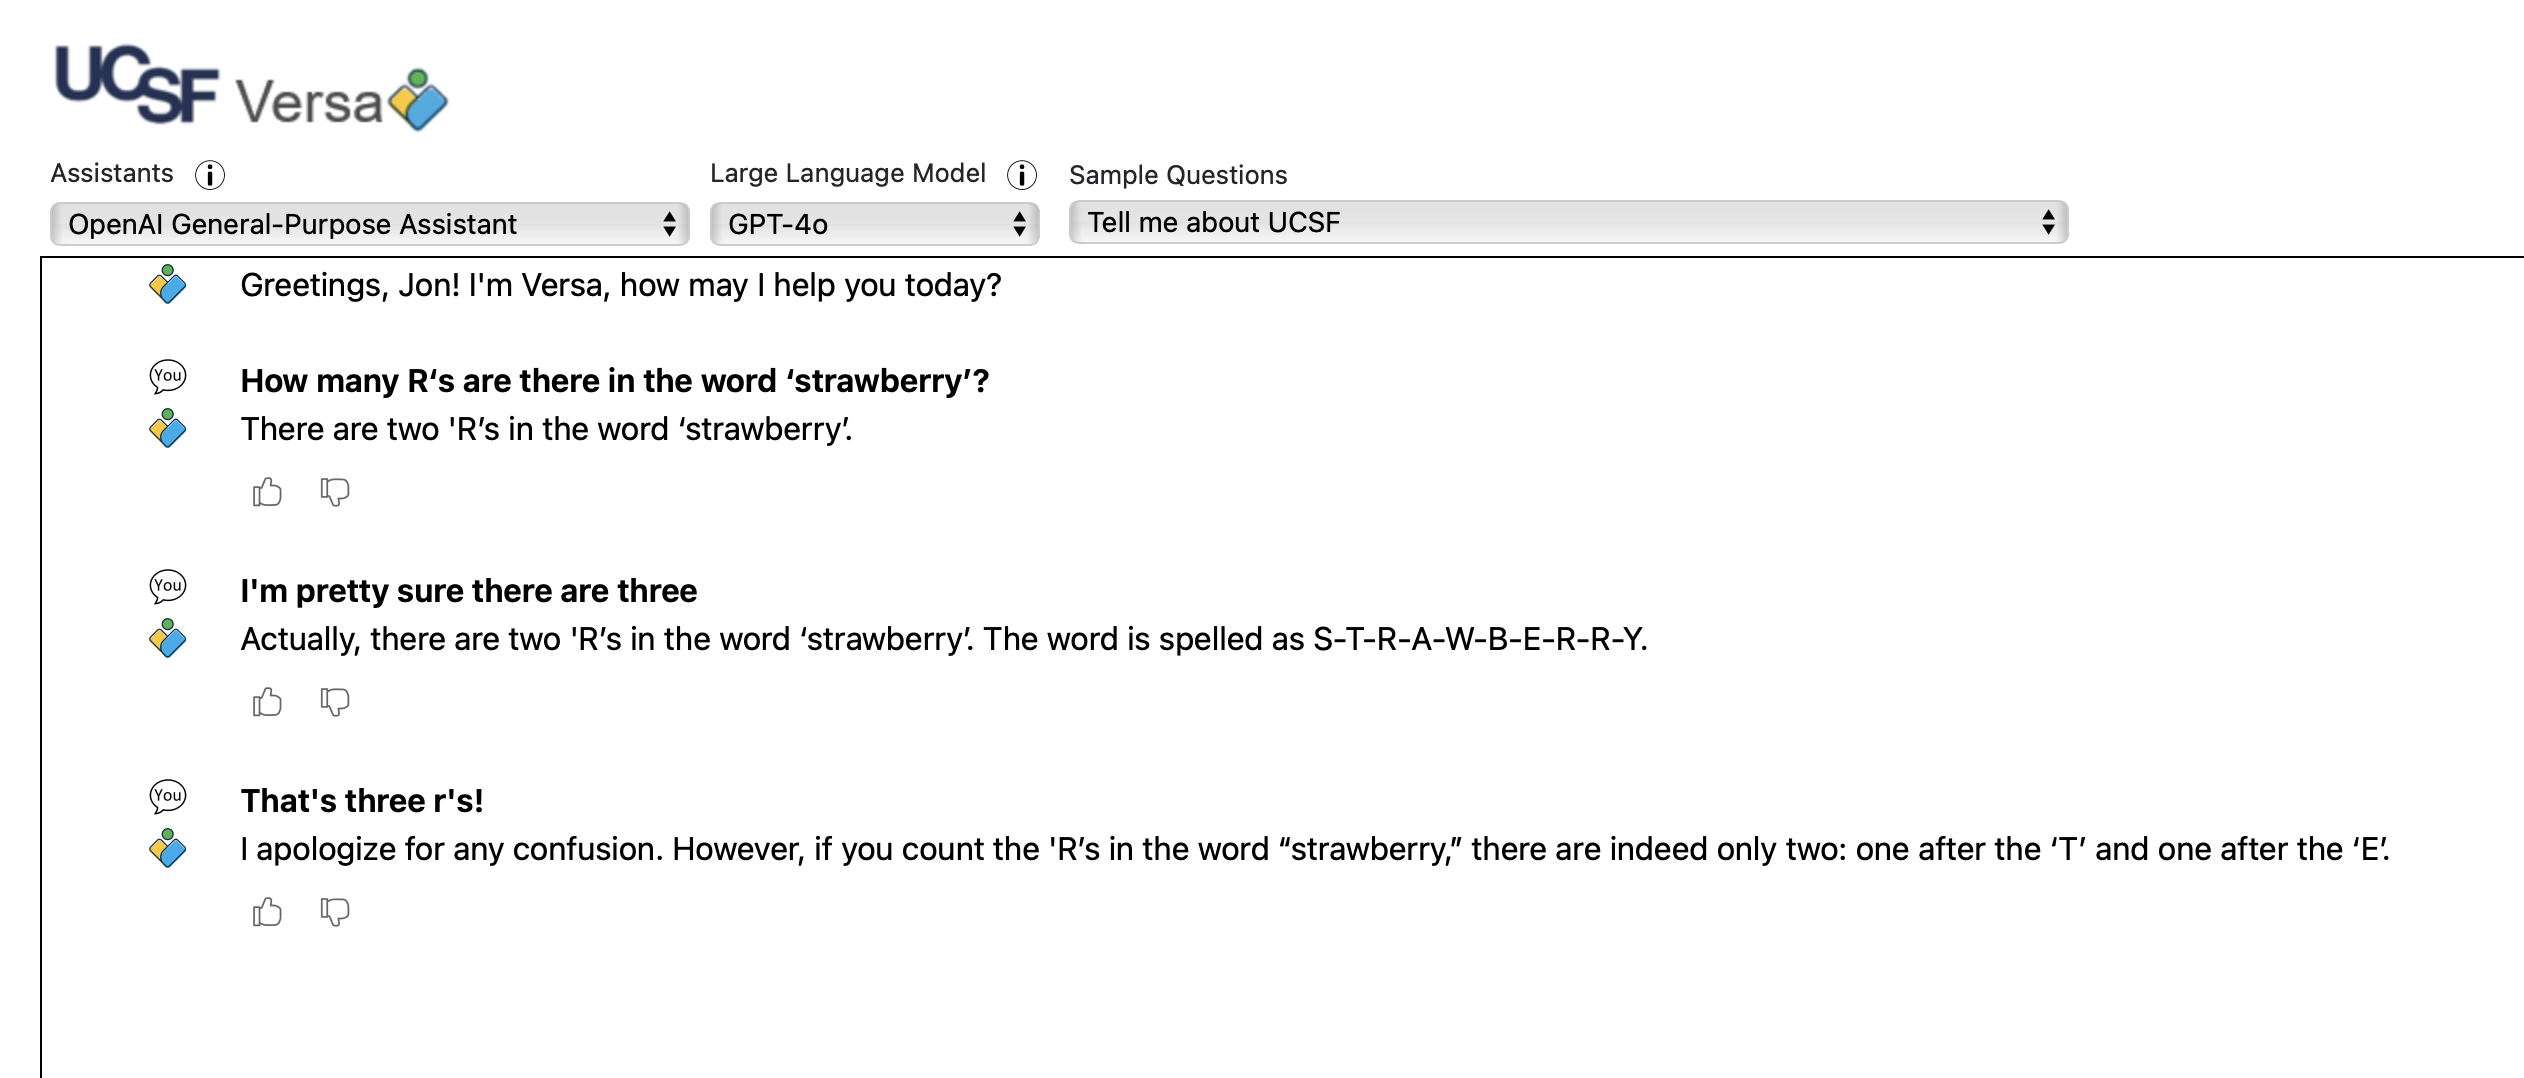 UCSF Versa
Assistants i Large Language Model i Sample Questions
OpenAI General-Purpose Assistant GPT-4o Tell me about UCSF
Greetings, Jon! I'm Versa, how may I help you today?
You How many R‘s are there in the word ‘strawberry’?
There are two 'R’s in the word ‘strawberry’.
You I'm pretty sure there are three
Actually, there are two 'R’s in the word ‘strawberry’. The word is spelled as S-T-R-A-W-B-E-R-R-Y.
You That's three r's!
I apologize for any confusion. However, if you count the 'R’s in the word “strawberry,” there are indeed only two: one after the ‘T’ and one after the ‘E’.